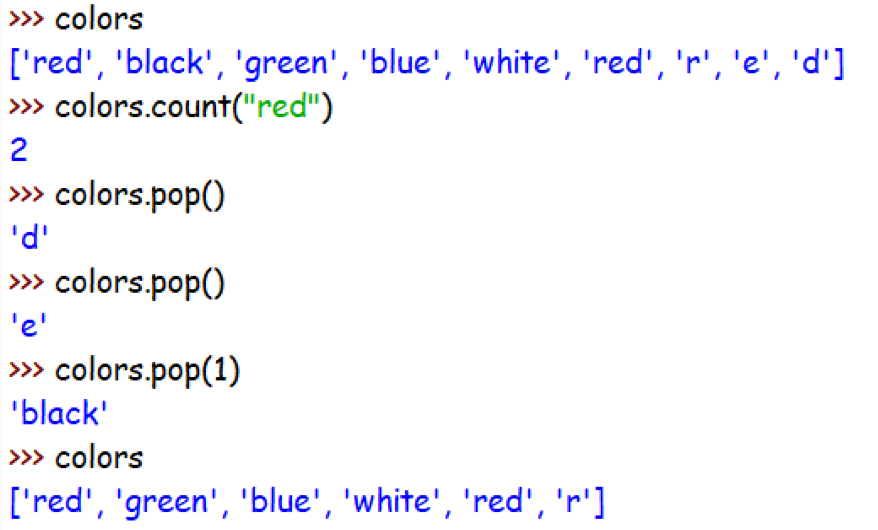 >>> colors
['red', 'black', 'green', 'blue', 'white', 'red', 'r', 'e', 'd']
>>> colors.count("red")
2
>>> colors.pop()
'd'
>>> colors.pop()
'e'
>>> colors.pop(1)
'black'
>>> colors
['red', 'green', 'blue', 'white', 'red', 'r']